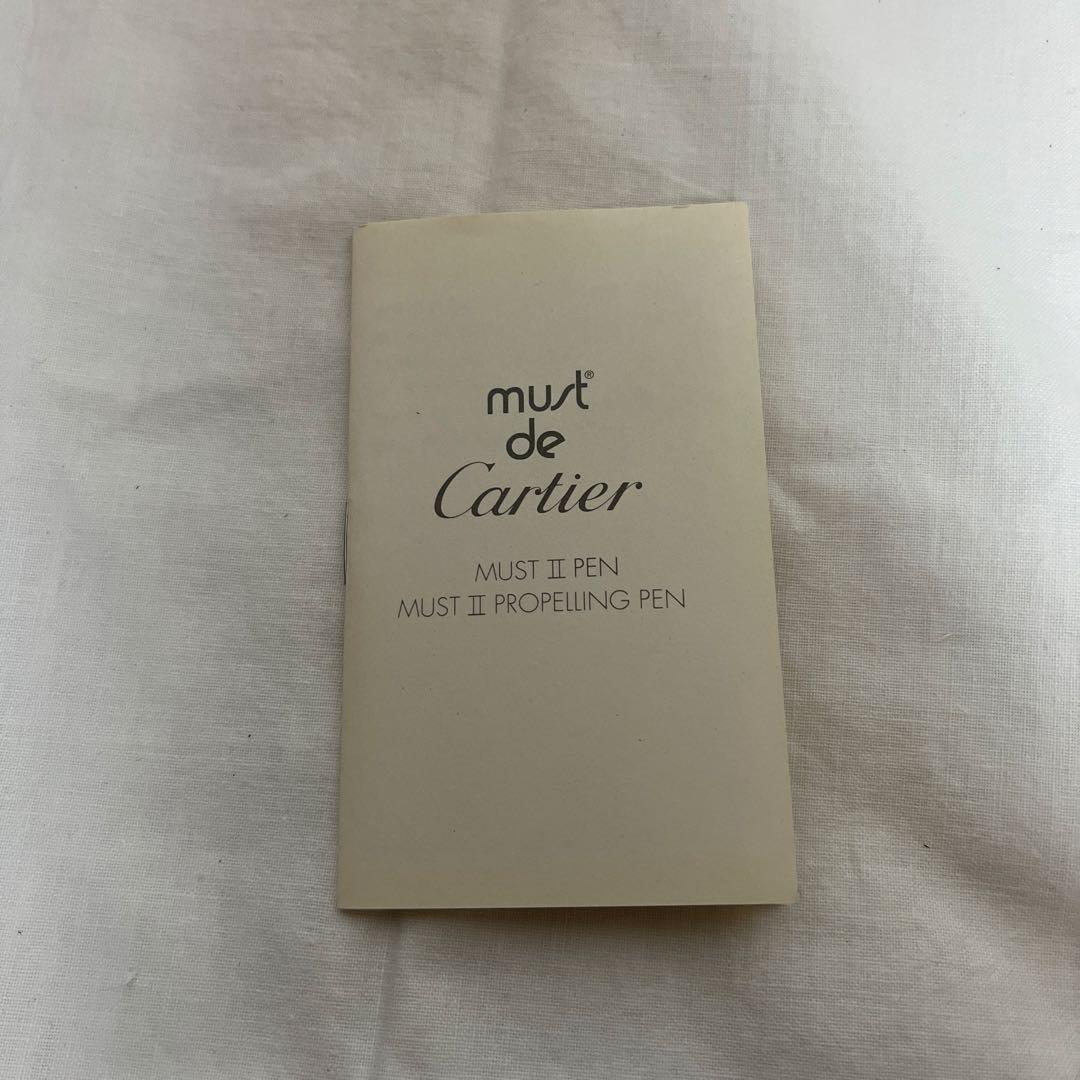 must®
de
Cartier
MUST II PEN
MUST II PROPELLING PEN